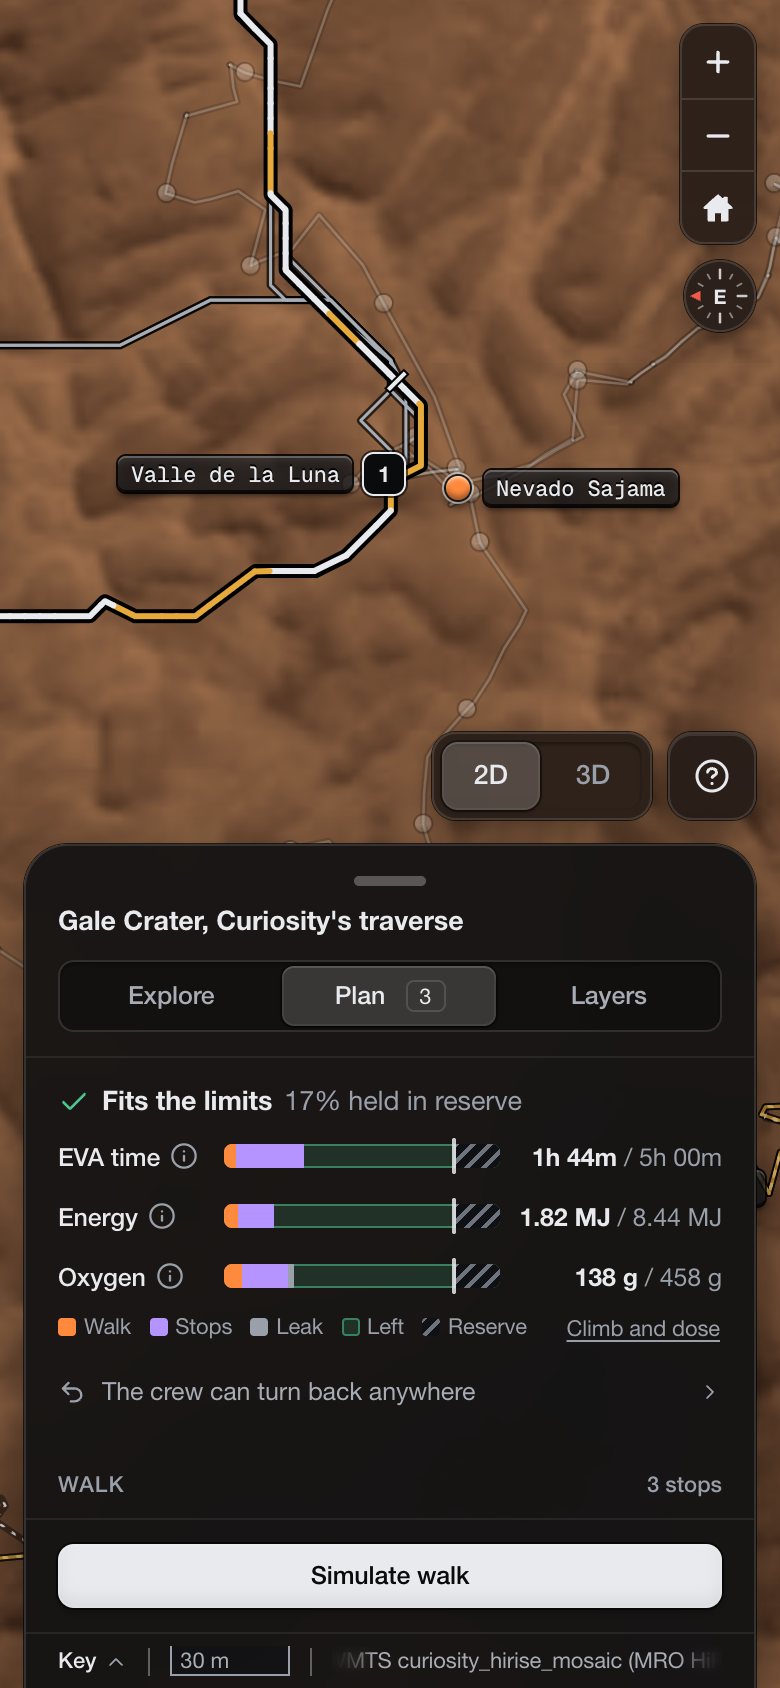 E
Valle de la Luna
1
Nevado Sajama
2D
3D
Gale Crater, Curiosity's traverse
Explore
Plan 3
Layers
Fits the limits 17% held in reserve
EVA time 1h 44m / 5h 00m
Energy 1.82 MJ / 8.44 MJ
Oxygen 138 g / 458 g
Walk Stops Leak Left Reserve Climb and dose
The crew can turn back anywhere
WALK 3 stops
Simulate walk
Key 30 m MTS curiosity_hirise_mosaic (MRO